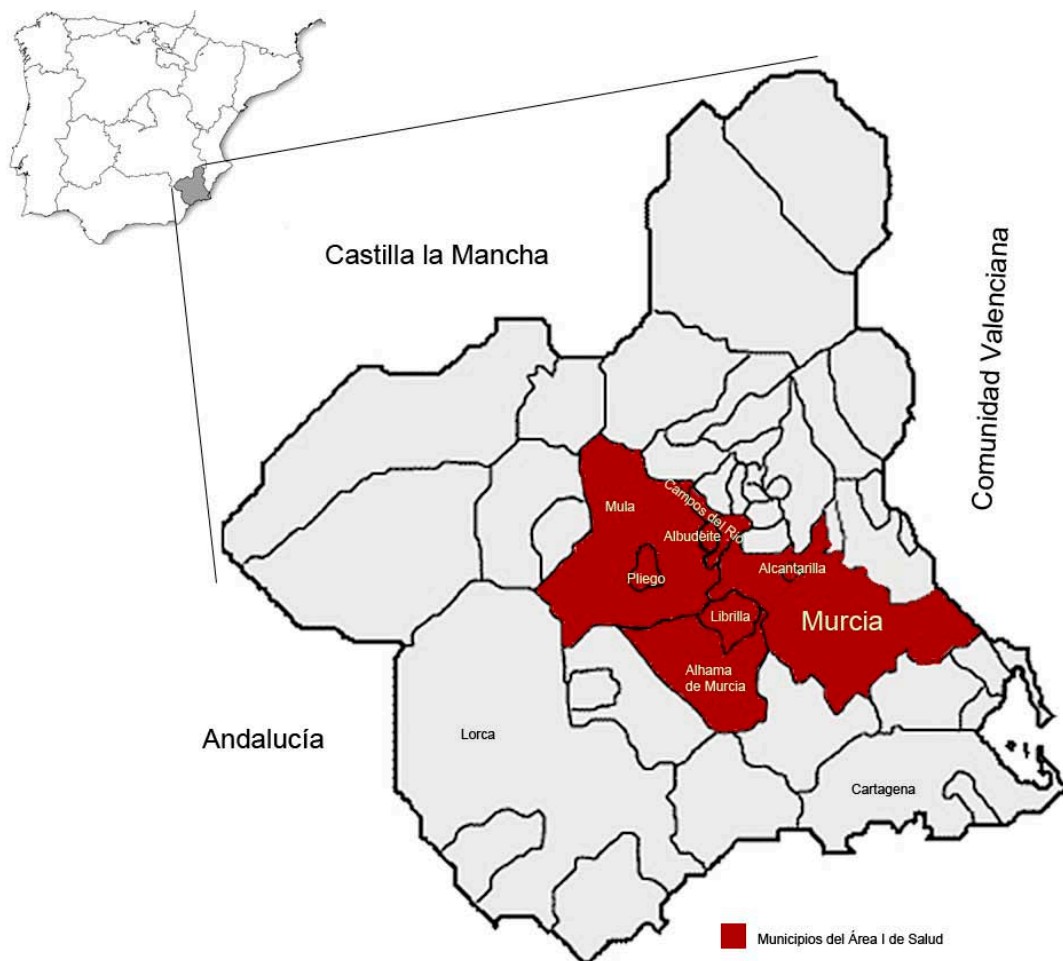 Castilla la Mancha
Comunidad Valenciana
Mula
Campos del Río
Albudeite
Pliego
Alcantarilla
Librilla
Murcia
Alhama
de Murcia
Andalucía
Lorca
Cartagena
Municipios del Área I de Salud